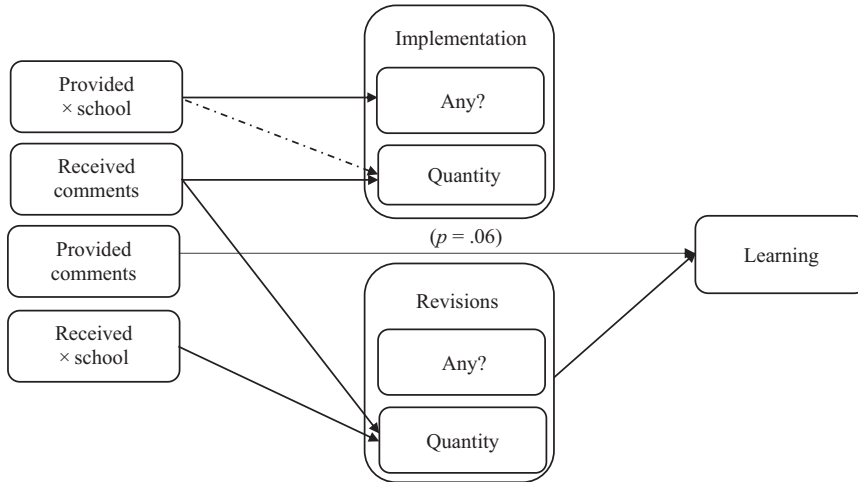 Implementation
Provided
× school
Any?
Received
comments
Quantity
(p = .06)
Provided
comments
Learning
Revisions
Received
× school
Any?
Quantity